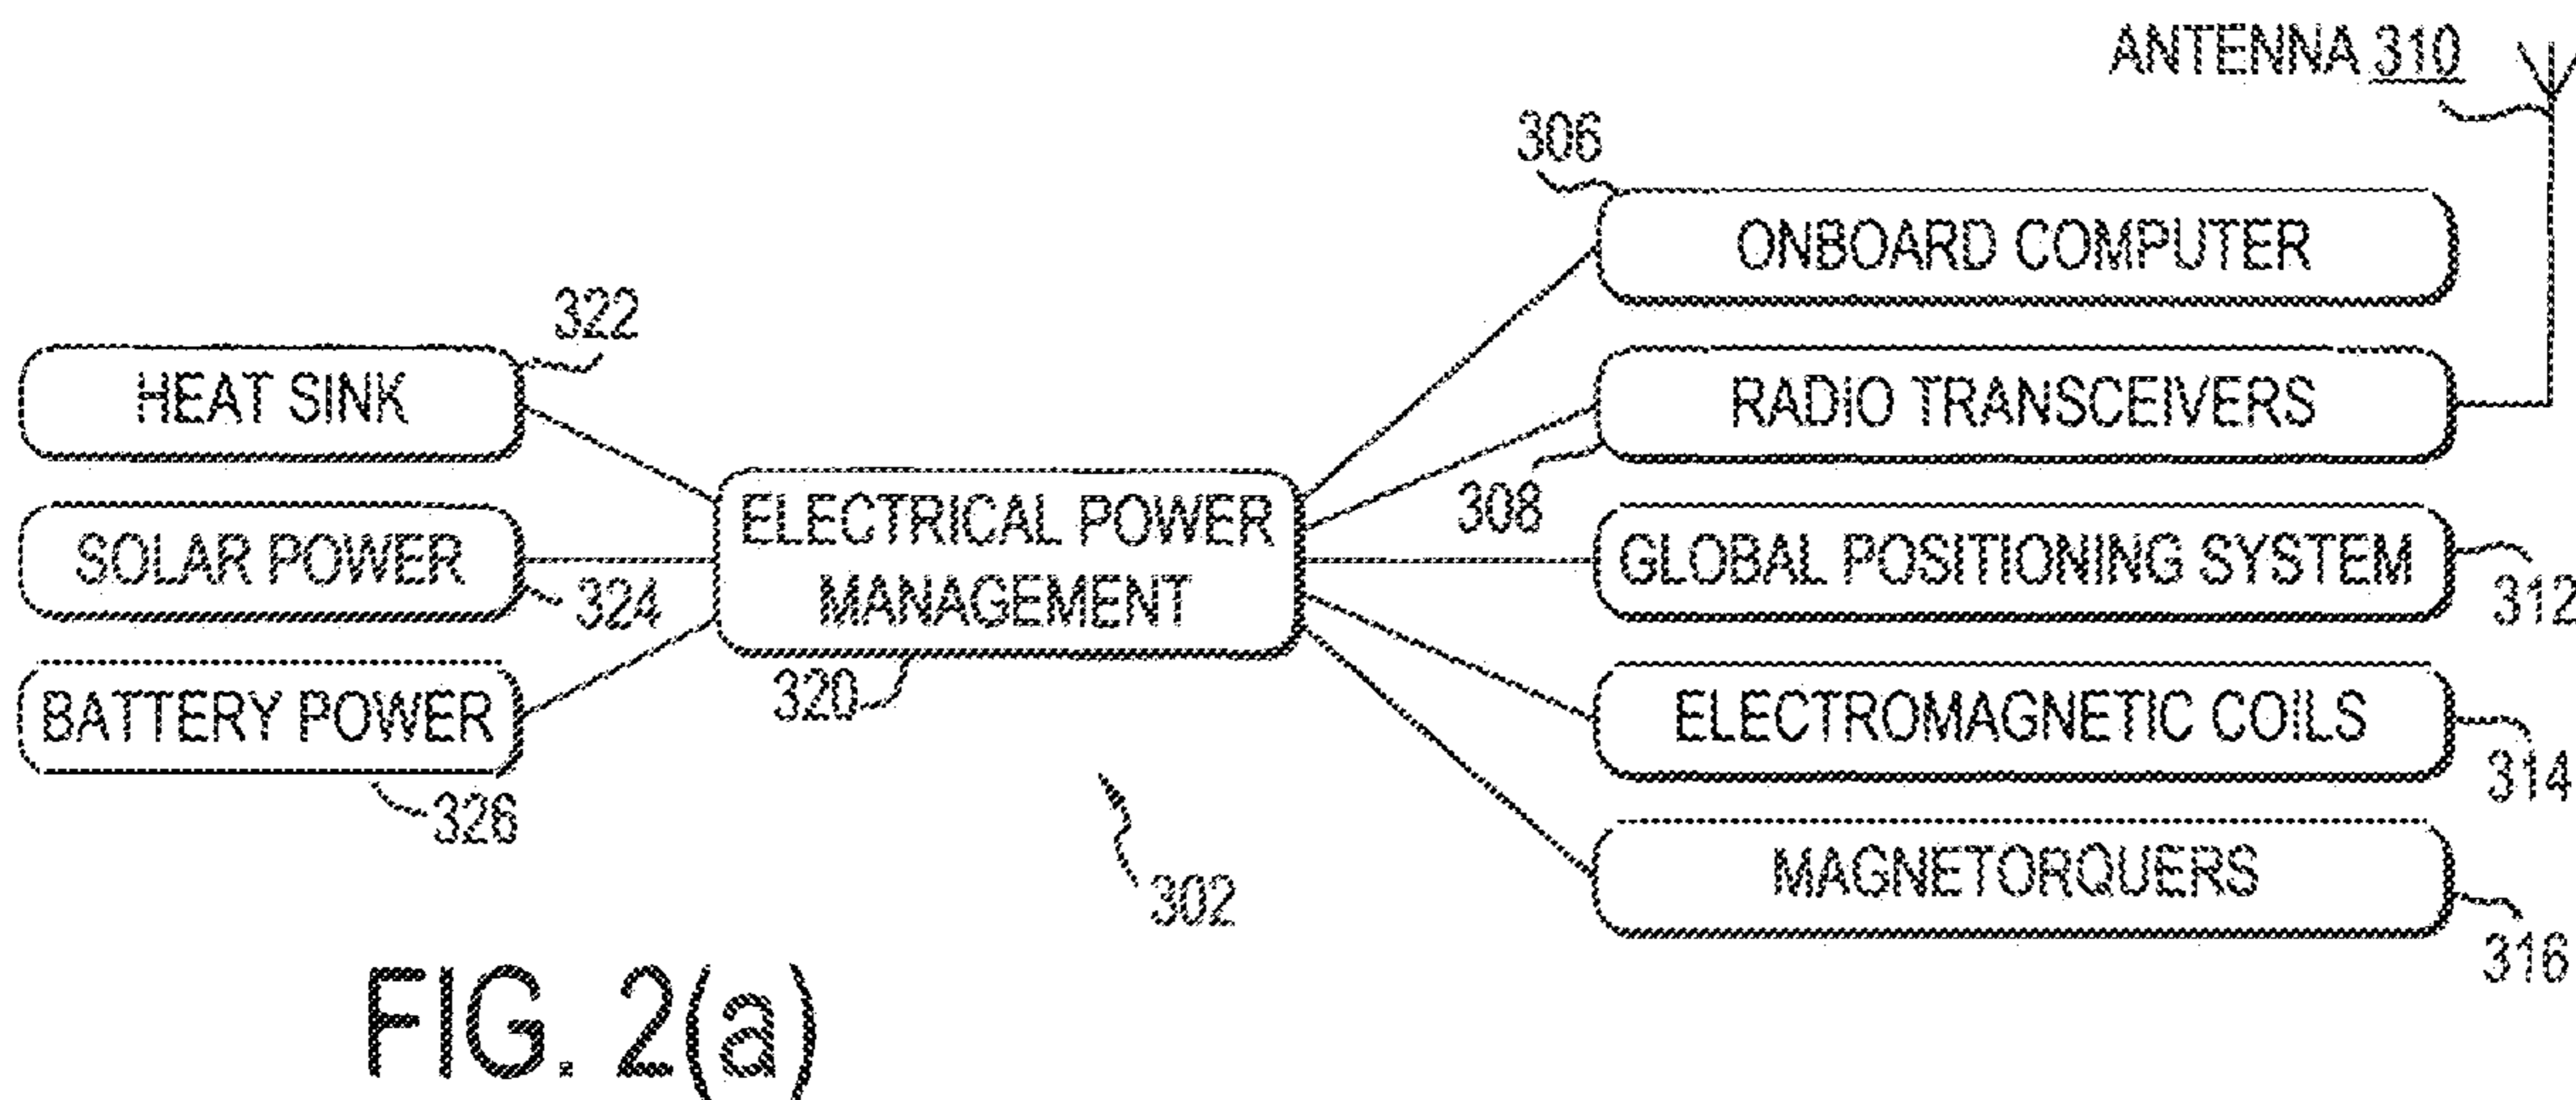 ANTENNA 310
306
ONBOARD COMPUTER
322
HEAT SINK
RADIO TRANSCEIVERS
308
ELECTRICAL POWER
MANAGEMENT
SOLAR POWER
324
GLOBAL POSITIONING SYSTEM
312
BATTERY POWER
320
ELECTROMAGNETIC COILS
314
326
302
MAGNETORQUERS
316
FIG. 2(a)